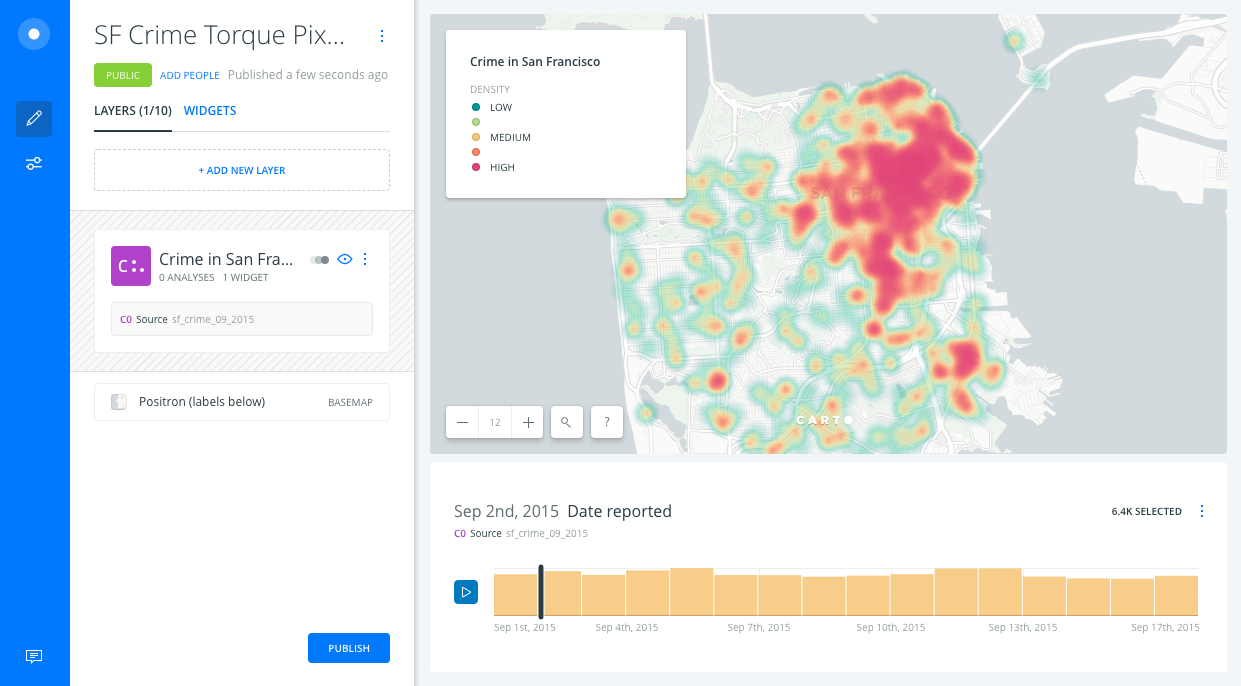 SF Crime Torque Pix...
PUBLIC ADD PEOPLE Published a few seconds ago
LAYERS (1/10) WIDGETS
+ ADD NEW LAYER
C Crime in San Fra...
0 ANALYSES 1 WIDGET
C0 Source sf_crime_09_2015
Positron (labels below) BASEMAP
PUBLISH
Crime in San Francisco
DENSITY
LOW
MEDIUM
HIGH
12
?
CARTO
Sep 2nd, 2015 Date reported
6.4K SELECTED
C0 Source sf_crime_09_2015
Sep 1st, 2015 Sep 4th, 2015 Sep 7th, 2015 Sep 10th, 2015 Sep 13th, 2015 Sep 17th, 2015